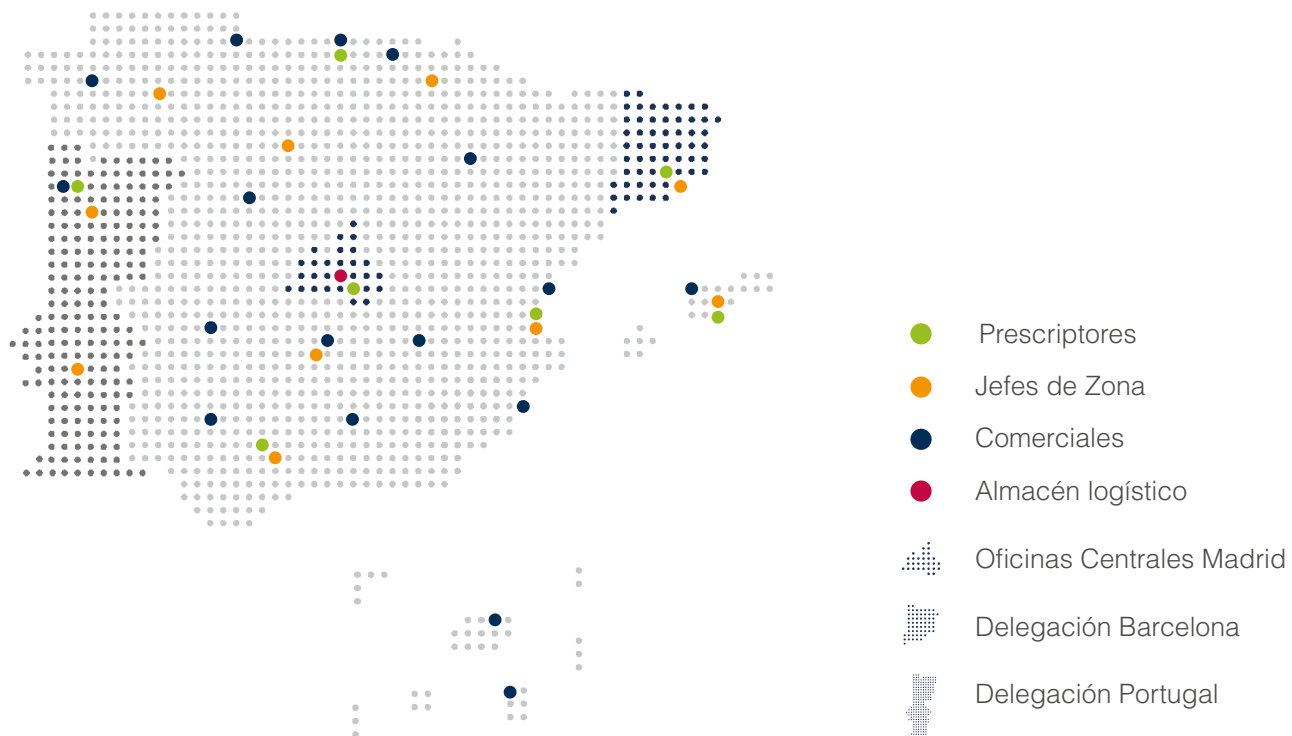 Prescriptores
Jefes de Zona
Comerciales
Almacén logístico
Oficinas Centrales Madrid
Delegación Barcelona
Delegación Portugal